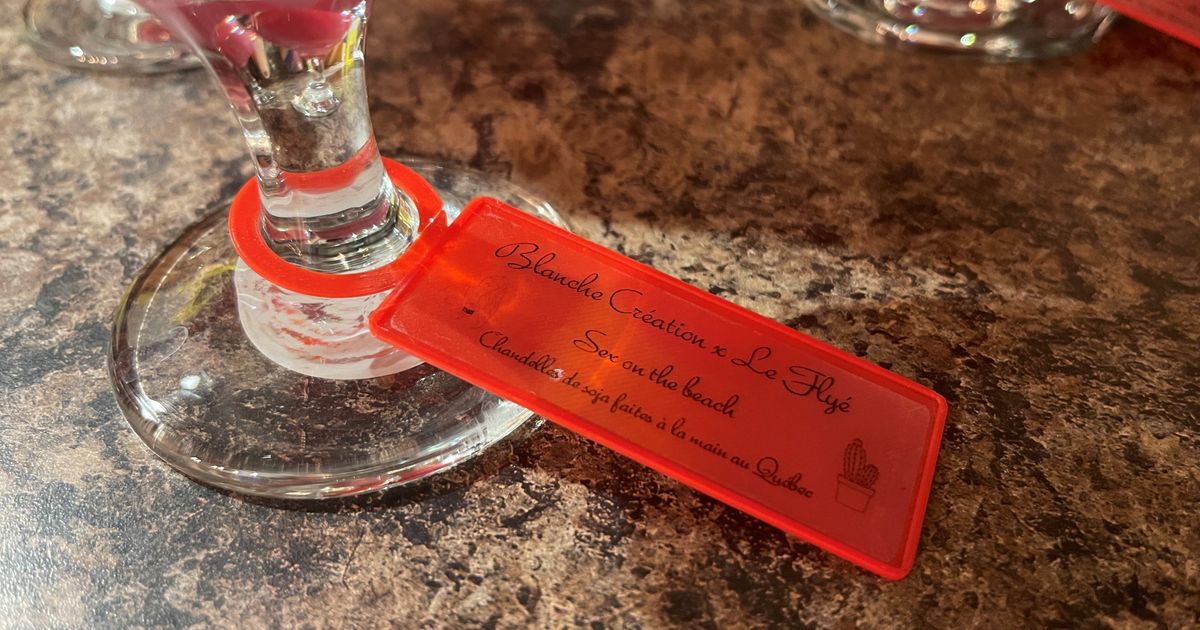 Blanche Création x Le Flyé
Sex on the beach
Chandelles de soja faites à la main au Québec